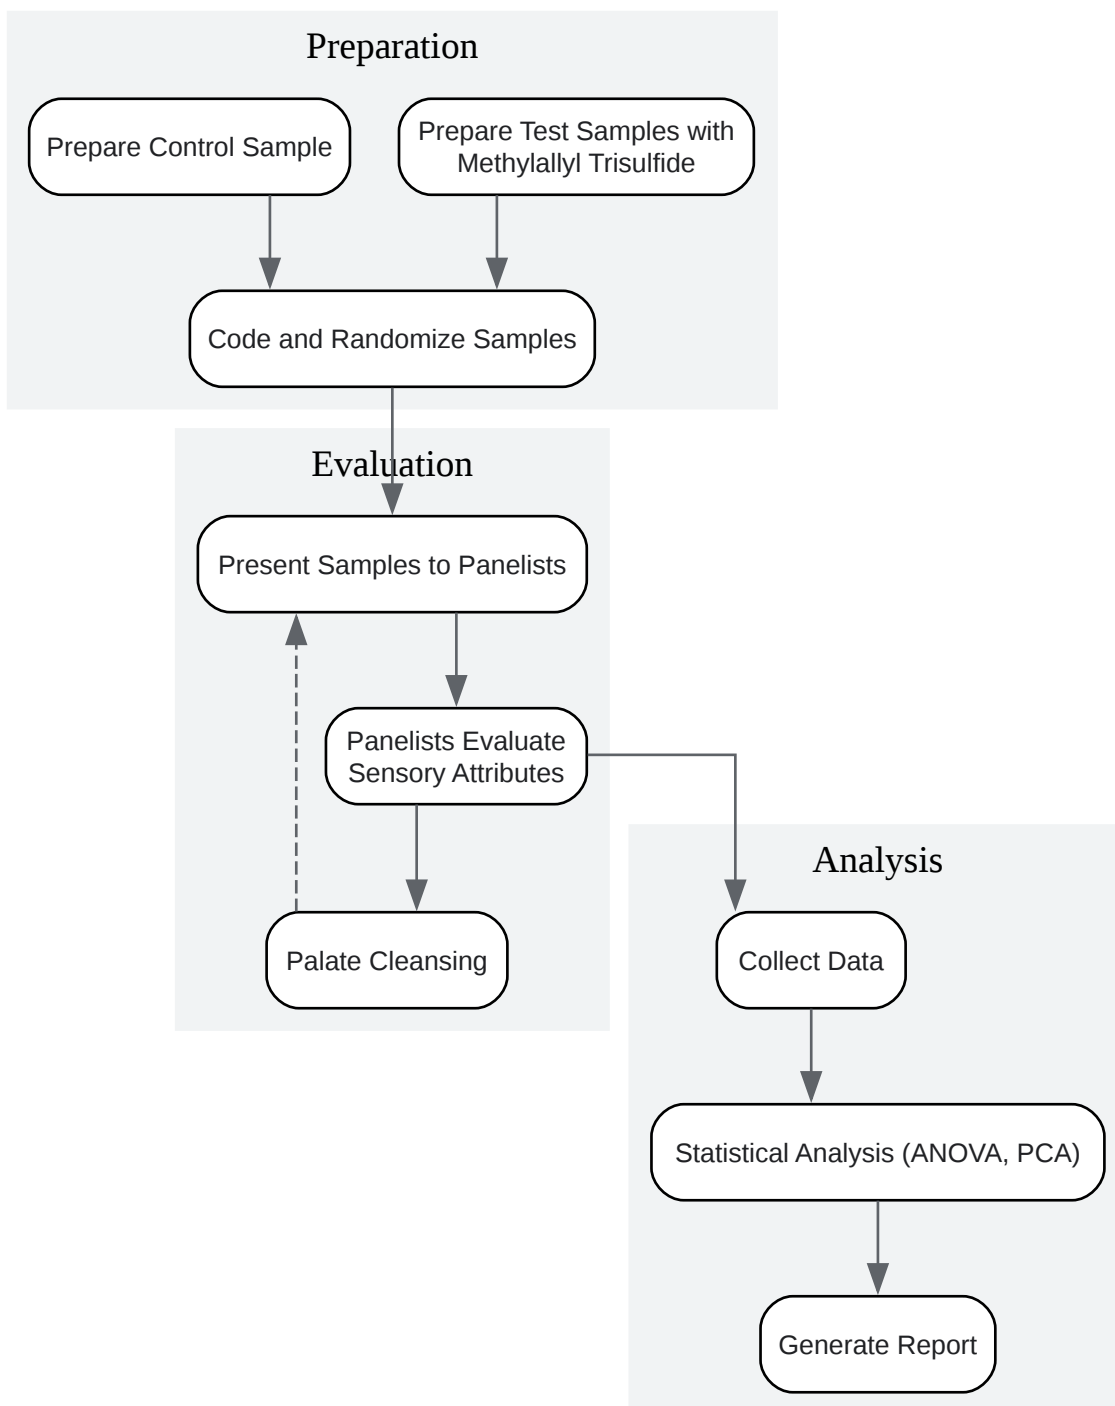 Preparation
Prepare Control Sample
Prepare Test Samples with
Methylallyl Trisulfide
Code and Randomize Samples
Evaluation
Present Samples to Panelists
Panelists Evaluate
Sensory Attributes
Palate Cleansing
Analysis
Collect Data
Statistical Analysis (ANOVA, PCA)
Generate Report